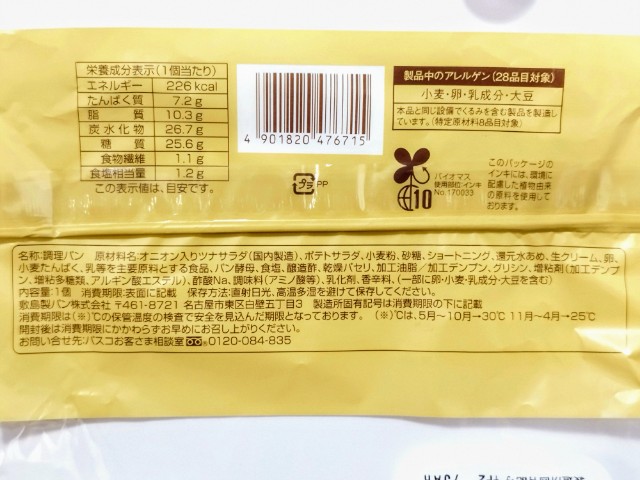 栄養成分表示(1個当たり)
エネルギー 226kcal
たんぱく質 7.2g
脂質 10.3g
炭水化物 26.7g
糖質 25.6g
食物繊維 1.1g
食塩相当量 1.2g
この表示値は、目安です。
4 901820 476715
プラ PP
製品中のアレルゲン(28品目対象)
小麦・卵・乳成分・大豆
本品と同じ設備でくるみを含む製品を製造し
ています。(特定原材料8品目対象)
10
バイオマス
使用部位:インキ
No.170033
このパッケージの
インキには、環境に
配慮した植物由来
の原料を使用して
おります。
名称:調理パン 原材料名:オニオン入りツナサラダ(国内製造)、ポテトサラダ、小麦粉、砂糖、ショートニング、還元水あめ、生クリーム、卵、
小麦たんぱく、乳等を主要原料とする食品、パン酵母、食塩、醸造酢、乾燥パセリ、加工油脂/加工デンプン、グリシン、増粘剤(加工デンプ
ン、増粘多糖類、アルギン酸エステル)、酢酸Na、調味料(アミノ酸等)、乳化剤、香辛料、(一部に卵・小麦・乳成分・大豆を含む)
内容量:1個 消費期限:表面に記載 保存方法:直射日光、高温多湿を避けて保存してください。
敷島製パン株式会社 〒461-8721 名古屋市東区白壁五丁目3 製造所固有記号は消費期限の下に記載
消費期限は(※)℃の保管温度の検査で安全を見込んだ期限となっております。 (※)℃は、5月~10月→30℃ 11月~4月→25℃
開封後は消費期限にかかわらずお早めにお召し上がりください。
お問い合せ先:パスコお客さま相談室 0120-084-835